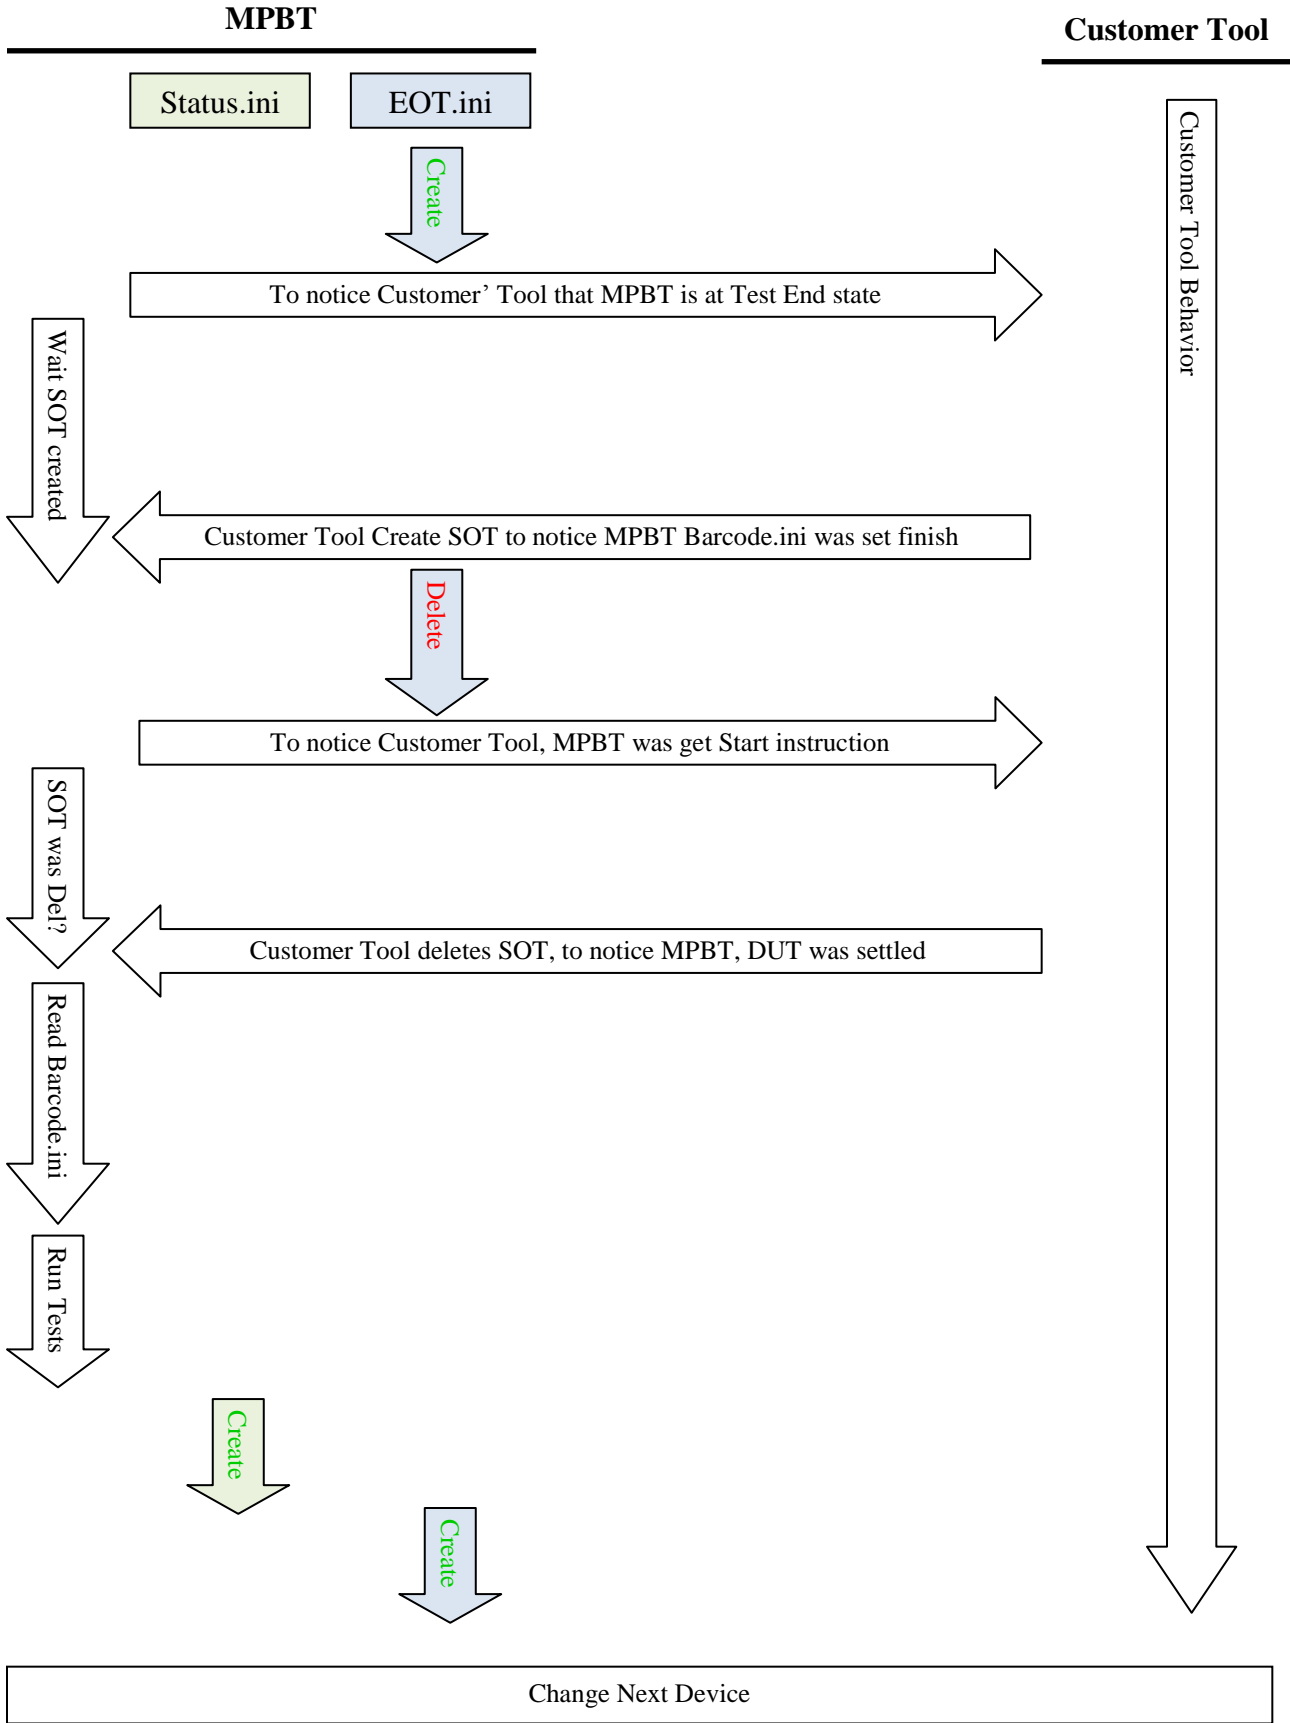 MPBT
Customer Tool
Status.ini
EOT.ini
Customer Tool Behavior
Create
To notice Customer’ Tool that MPBT is at Test End state
Wait SOT created
Customer Tool Create SOT to notice MPBT Barcode.ini was set finish
Delete
To notice Customer Tool, MPBT was get Start instruction
SOT was Del?
Customer Tool deletes SOT, to notice MPBT, DUT was settled
Read Barcode.ini
Run Tests
Create
Create
Change Next Device